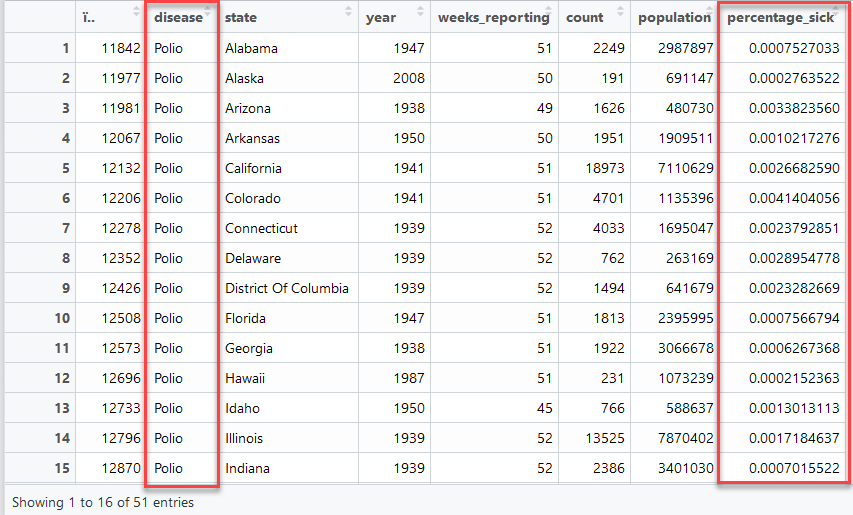 ï.. disease state year weeks_reporting count population percentage_sick
1 11842 Polio Alabama 1947 51 2249 2987897 0.0007527033
2 11977 Polio Alaska 2008 50 191 691147 0.0002763522
3 11981 Polio Arizona 1938 49 1626 480730 0.0033823560
4 12067 Polio Arkansas 1950 50 1951 1909511 0.0010217276
5 12132 Polio California 1941 51 18973 7110629 0.0026682590
6 12206 Polio Colorado 1941 51 4701 1135396 0.0041404056
7 12278 Polio Connecticut 1939 52 4033 1695047 0.0023792851
8 12352 Polio Delaware 1939 52 762 263169 0.0028954778
9 12426 Polio District Of Columbia 1939 52 1494 641679 0.0023282669
10 12508 Polio Florida 1947 51 1813 2395995 0.0007566794
11 12573 Polio Georgia 1938 51 1922 3066678 0.0006267368
12 12696 Polio Hawaii 1987 51 231 1073239 0.0002152363
13 12733 Polio Idaho 1950 45 766 588637 0.0013013113
14 12796 Polio Illinois 1939 52 13525 7870402 0.0017184637
15 12870 Polio Indiana 1939 52 2386 3401030 0.0007015522
Showing 1 to 16 of 51 entries